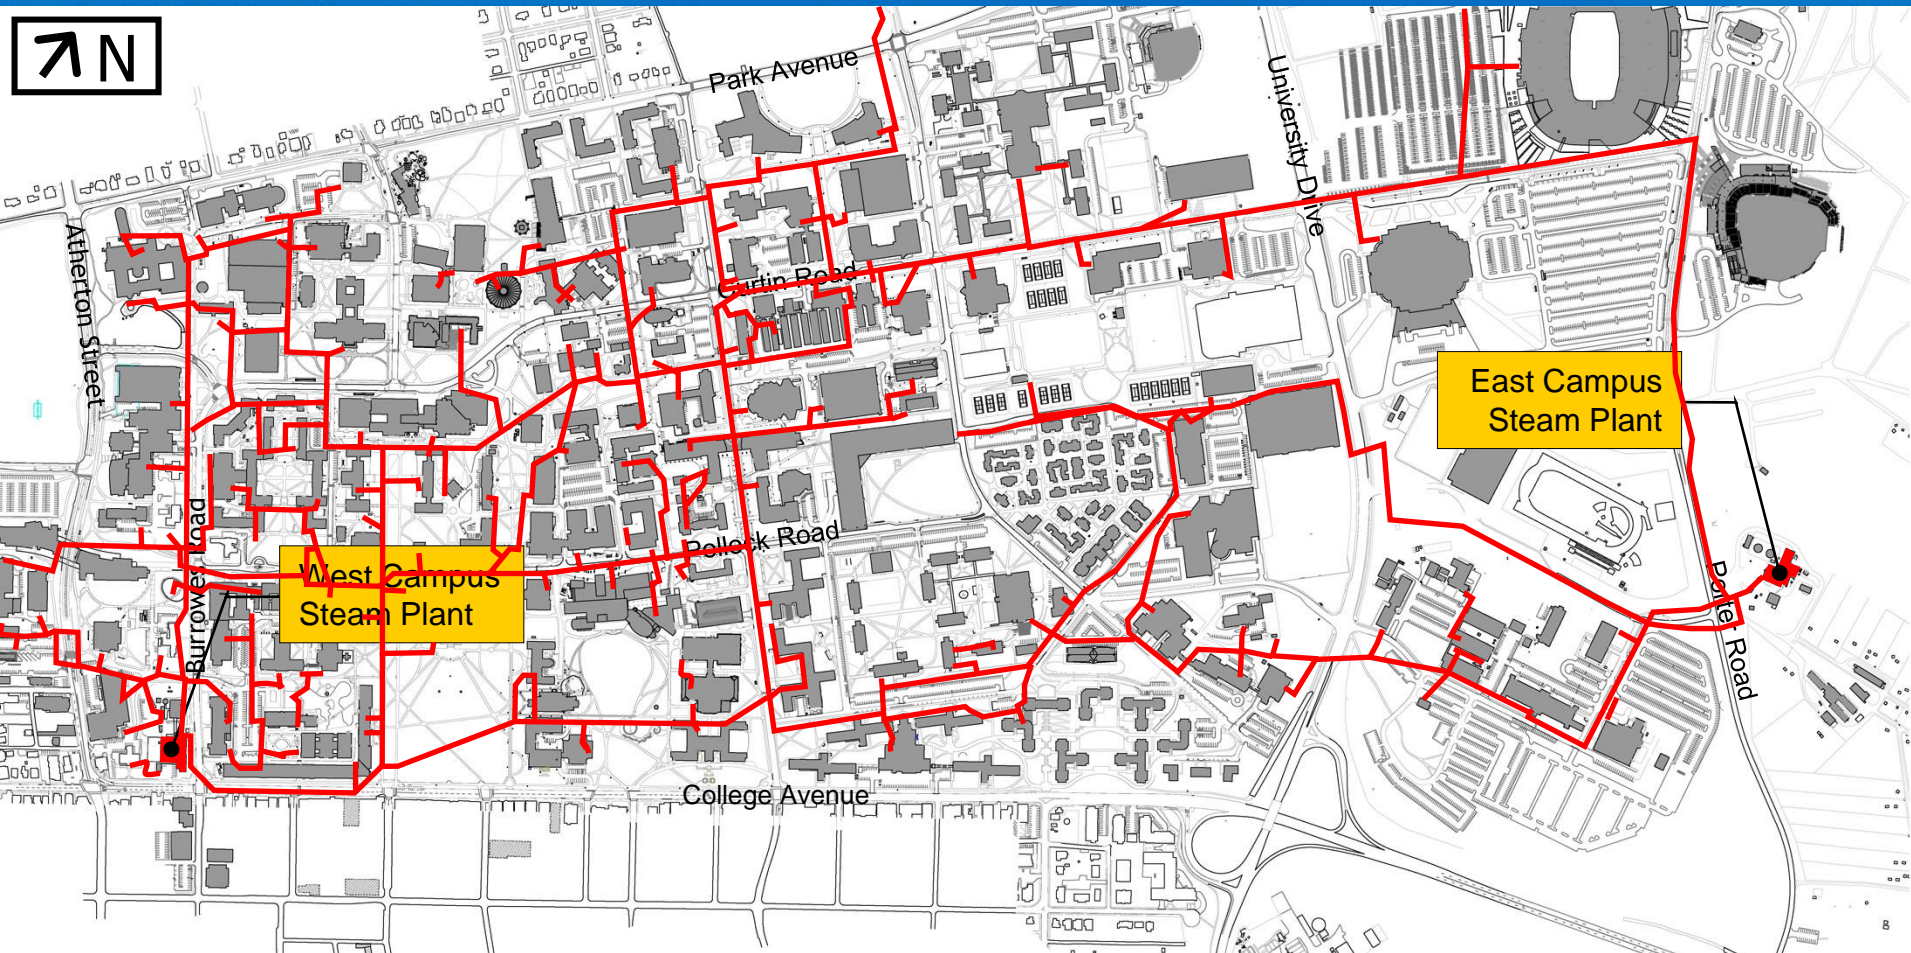 N
Park Avenue
University Drive
Atherton Street
Curtin Road
East Campus
Steam Plant
Burrowes Road
Pollock Road
West Campus
Steam Plant
Porter Road
College Avenue